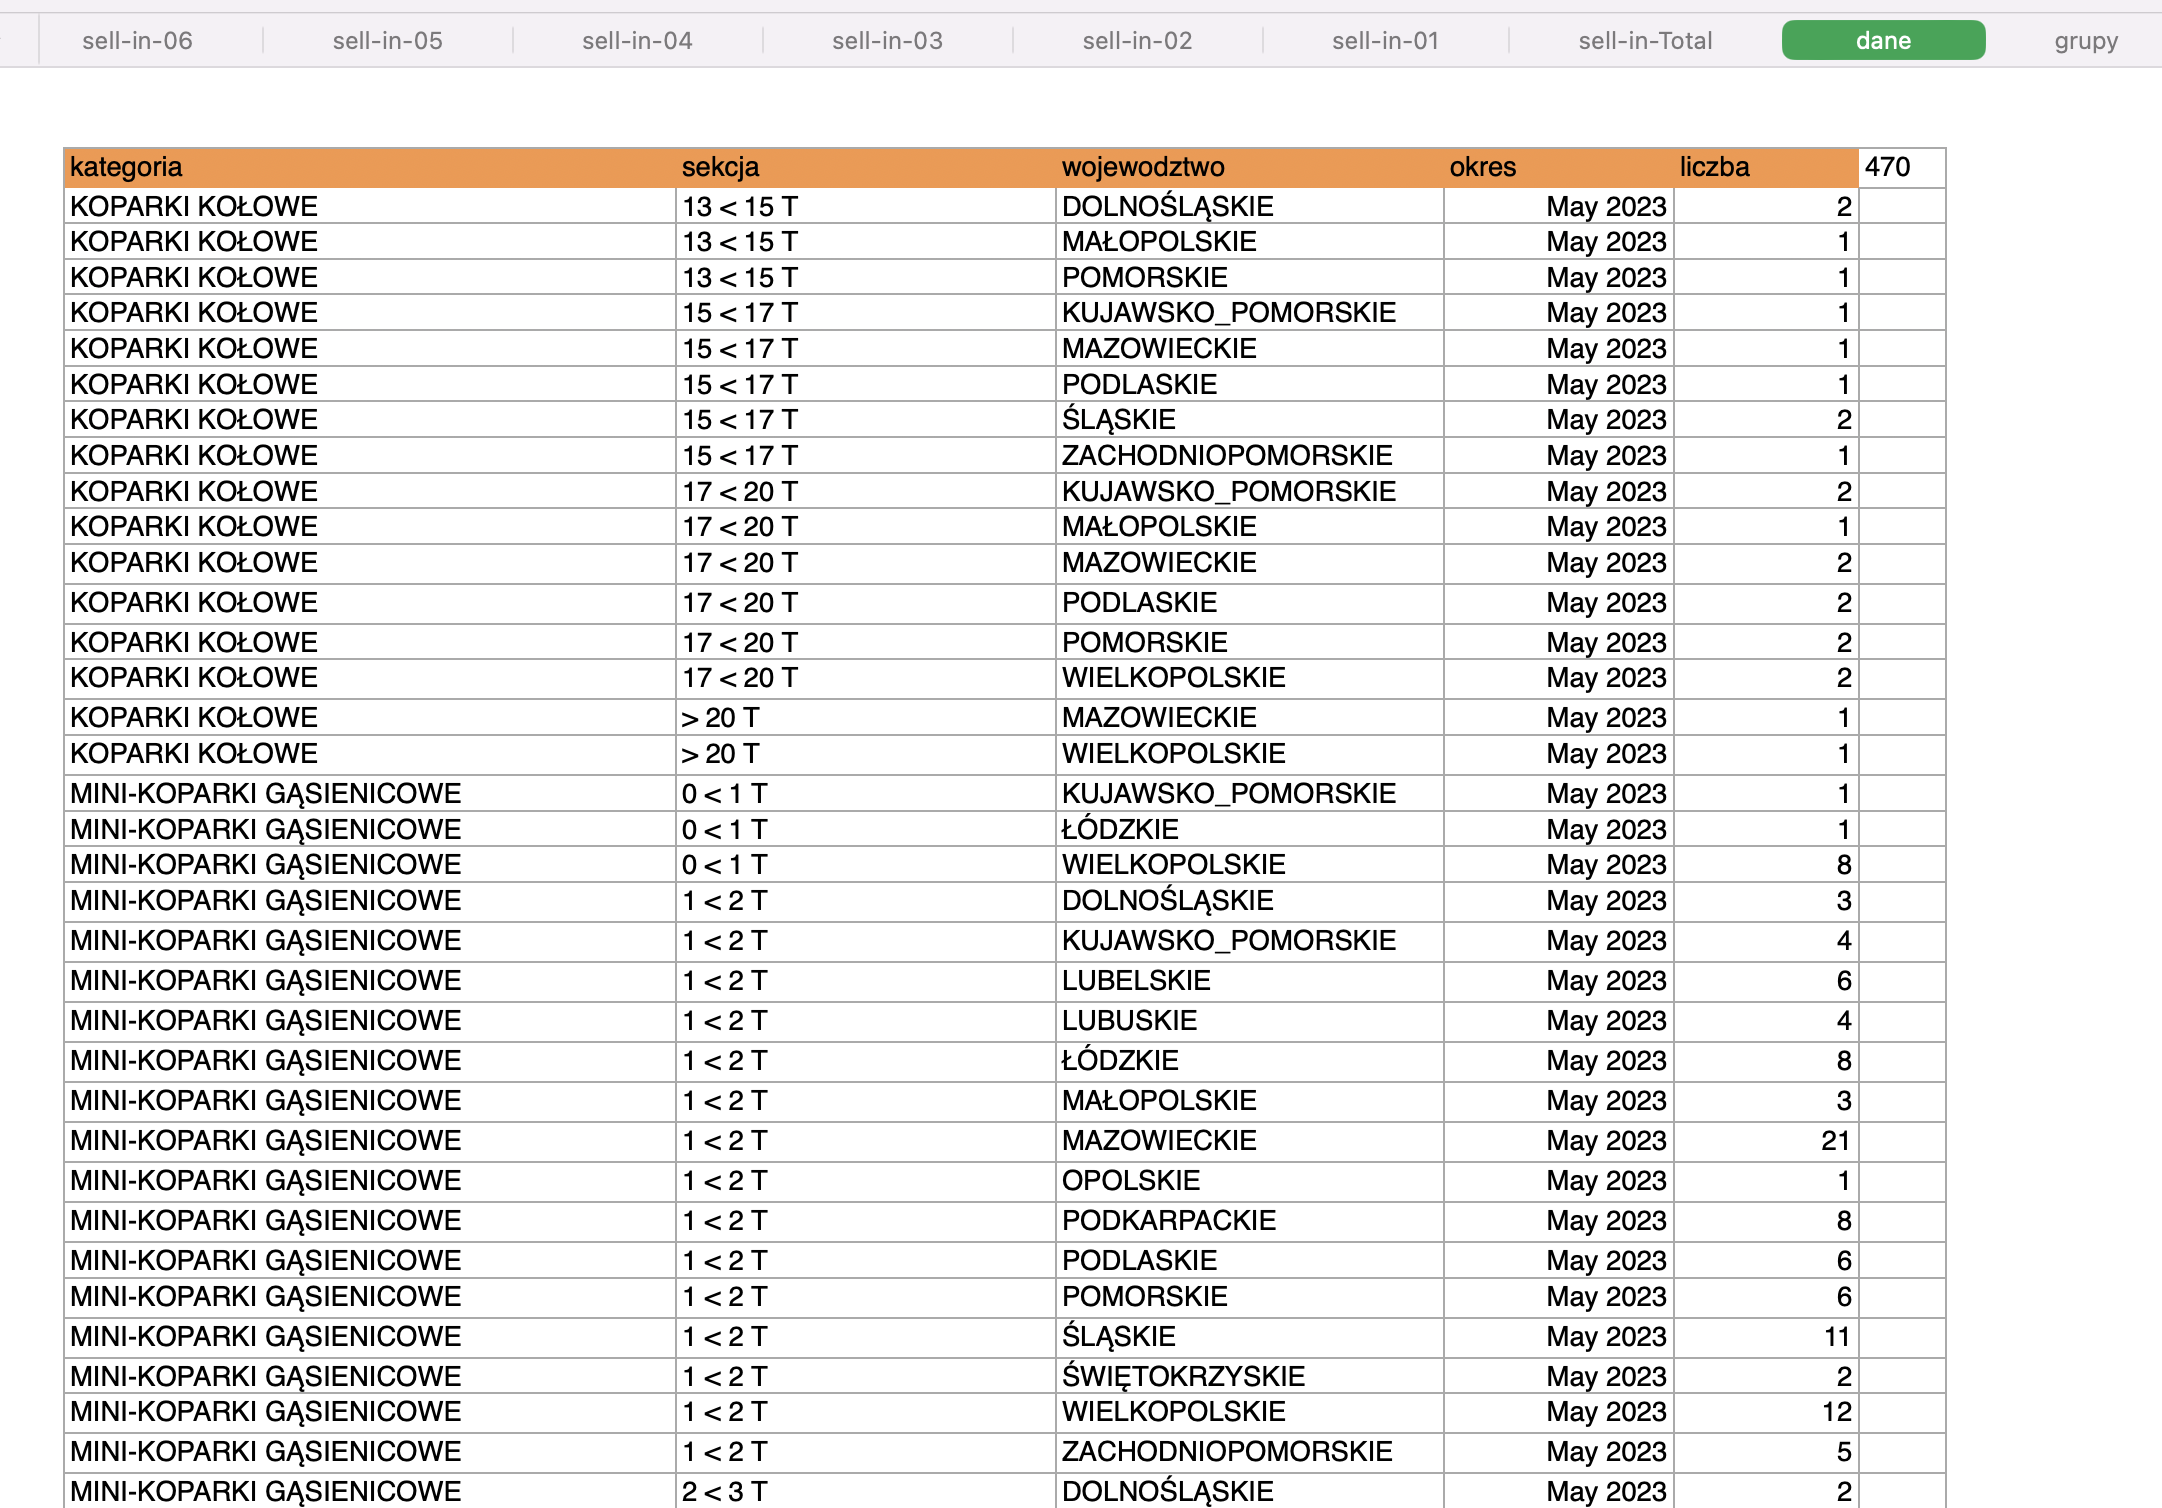 sell-in-06 sell-in-05 sell-in-04 sell-in-03 sell-in-02 sell-in-01 sell-in-Total dane grupy
kategoria sekcja wojewodztwo okres liczba 470
KOPARKI KOŁOWE 13 < 15 T DOLNOŚLĄSKIE May 2023 2
KOPARKI KOŁOWE 13 < 15 T MAŁOPOLSKIE May 2023 1
KOPARKI KOŁOWE 13 < 15 T POMORSKIE May 2023 1
KOPARKI KOŁOWE 15 < 17 T KUJAWSKO_POMORSKIE May 2023 1
KOPARKI KOŁOWE 15 < 17 T MAZOWIECKIE May 2023 1
KOPARKI KOŁOWE 15 < 17 T PODLASKIE May 2023 1
KOPARKI KOŁOWE 15 < 17 T ŚLĄSKIE May 2023 2
KOPARKI KOŁOWE 15 < 17 T ZACHODNIOPOMORSKIE May 2023 1
KOPARKI KOŁOWE 17 < 20 T KUJAWSKO_POMORSKIE May 2023 2
KOPARKI KOŁOWE 17 < 20 T MAŁOPOLSKIE May 2023 1
KOPARKI KOŁOWE 17 < 20 T MAZOWIECKIE May 2023 2
KOPARKI KOŁOWE 17 < 20 T PODLASKIE May 2023 2
KOPARKI KOŁOWE 17 < 20 T POMORSKIE May 2023 2
KOPARKI KOŁOWE 17 < 20 T WIELKOPOLSKIE May 2023 2
KOPARKI KOŁOWE > 20 T MAZOWIECKIE May 2023 1
KOPARKI KOŁOWE > 20 T WIELKOPOLSKIE May 2023 1
MINI-KOPARKI GĄSIENICOWE 0 < 1 T KUJAWSKO_POMORSKIE May 2023 1
MINI-KOPARKI GĄSIENICOWE 0 < 1 T ŁÓDZKIE May 2023 1
MINI-KOPARKI GĄSIENICOWE 0 < 1 T WIELKOPOLSKIE May 2023 8
MINI-KOPARKI GĄSIENICOWE 1 < 2 T DOLNOŚLĄSKIE May 2023 3
MINI-KOPARKI GĄSIENICOWE 1 < 2 T KUJAWSKO_POMORSKIE May 2023 4
MINI-KOPARKI GĄSIENICOWE 1 < 2 T LUBELSKIE May 2023 6
MINI-KOPARKI GĄSIENICOWE 1 < 2 T LUBUSKIE May 2023 4
MINI-KOPARKI GĄSIENICOWE 1 < 2 T ŁÓDZKIE May 2023 8
MINI-KOPARKI GĄSIENICOWE 1 < 2 T MAŁOPOLSKIE May 2023 3
MINI-KOPARKI GĄSIENICOWE 1 < 2 T MAZOWIECKIE May 2023 21
MINI-KOPARKI GĄSIENICOWE 1 < 2 T OPOLSKIE May 2023 1
MINI-KOPARKI GĄSIENICOWE 1 < 2 T PODKARPACKIE May 2023 8
MINI-KOPARKI GĄSIENICOWE 1 < 2 T PODLASKIE May 2023 6
MINI-KOPARKI GĄSIENICOWE 1 < 2 T POMORSKIE May 2023 6
MINI-KOPARKI GĄSIENICOWE 1 < 2 T ŚLĄSKIE May 2023 11
MINI-KOPARKI GĄSIENICOWE 1 < 2 T ŚWIĘTOKRZYSKIE May 2023 2
MINI-KOPARKI GĄSIENICOWE 1 < 2 T WIELKOPOLSKIE May 2023 12
MINI-KOPARKI GĄSIENICOWE 1 < 2 T ZACHODNIOPOMORSKIE May 2023 5
MINI-KOPARKI GĄSIENICOWE 2 < 3 T DOLNOŚLĄSKIE May 2023 2